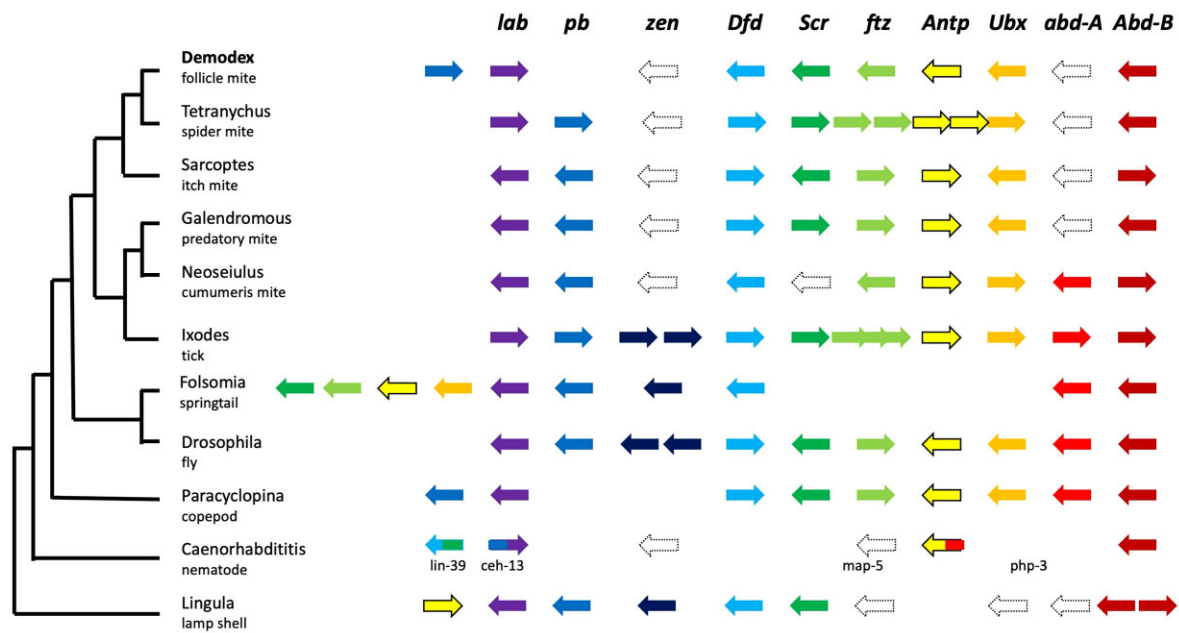 lab pb zen Dfd Scr ftz Antp Ubx abd-A Abd-B
Demodex
follicle mite
Tetranychus
spider mite
Sarcoptes
itch mite
Galendromous
predatory mite
Neoseiulus
cumumeris mite
Ixodes
tick
Folsomia
springtail
Drosophila
fly
Paracyclopina
copepod
Caenorhabdititis
nematode
lin-39 ceh-13 map-5 php-3
Lingula
lamp shell